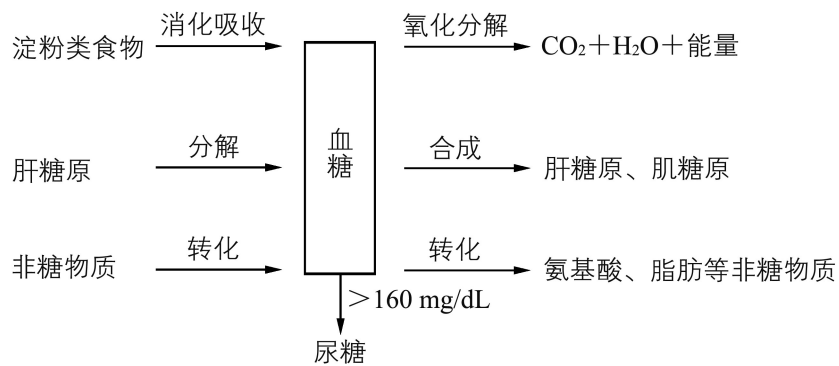 淀粉类食物 消化吸收 氧化分解 CO₂＋H₂O＋能量
血糖
肝糖原 分解 合成 肝糖原、肌糖原
非糖物质 转化 转化 氨基酸、脂肪等非糖物质
＞160 mg/dL
尿糖